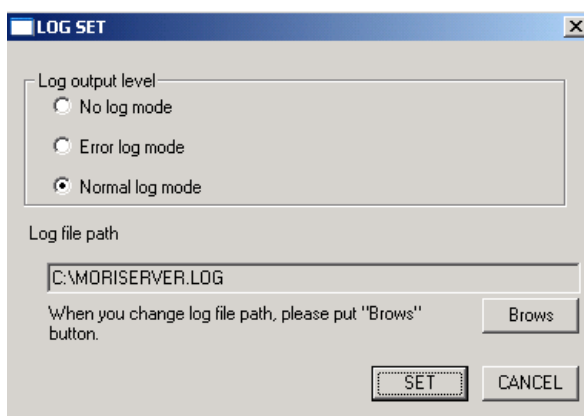 LOG SET
Log output level
No log mode
Error log mode
Normal log mode
Log file path
C:\MORISERVER.LOG
When you change log file path, please put "Brows"
button.
Brows
SET
CANCEL